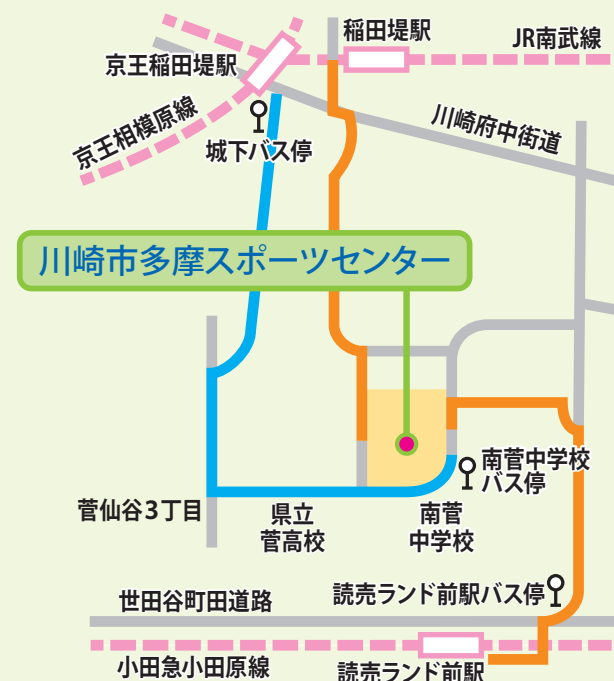 稲田堤駅
JR南武線
京王稲田堤駅
京王相模原線
城下バス停
川崎府中街道
川崎市多摩スポーツセンター
南菅中学校
バス停
菅仙谷3丁目
県立
菅高校
南菅
中学校
世田谷町田道路
読売ランド前駅バス停
小田急小田原線
読売ランド前駅